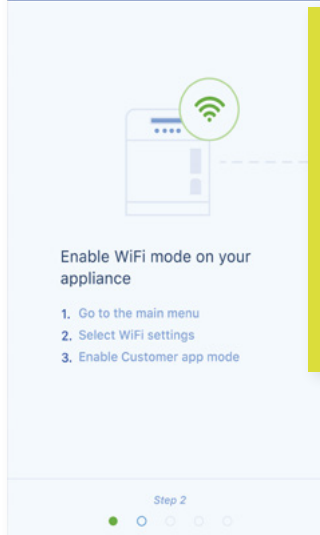 Enable WiFi mode on your
appliance
1. Go to the main menu
2. Select WiFi settings
3. Enable Customer app mode
Step 2